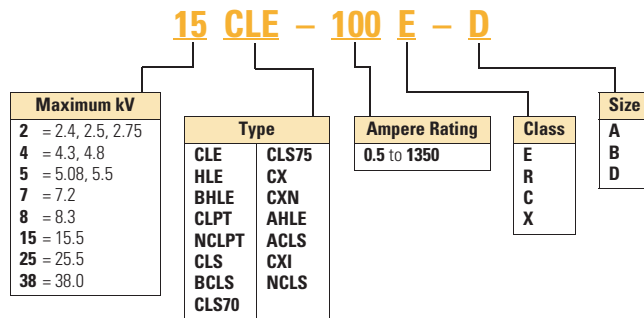 15 CLE – 100 E – D
Maximum kV
2 = 2.4, 2.5, 2.75
4 = 4.3, 4.8
5 = 5.08, 5.5
7 = 7.2
8 = 8.3
15 = 15.5
25 = 25.5
38 = 38.0
Type
CLE
HLE
BHLE
CLPT
NCLPT
CLS
BCLS
CLS70
CLS75
CX
CXN
AHLE
ACLS
CXI
NCLS
Ampere Rating
0.5 to 1350
Class
E
R
C
X
Size
A
B
D